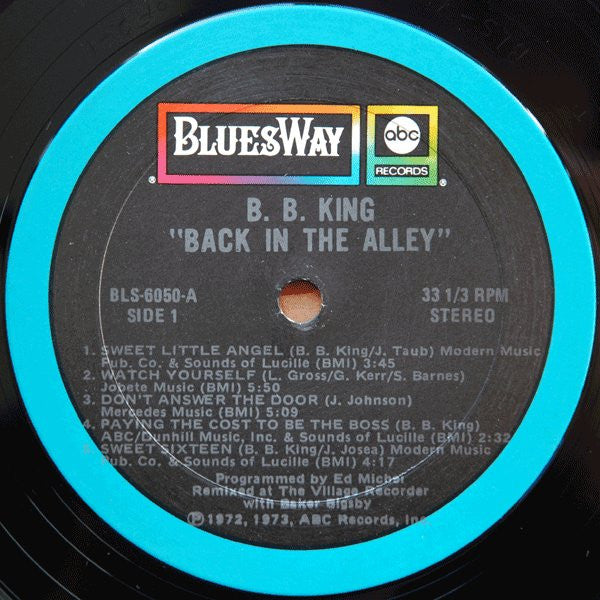 BLUESWAY
abc
RECORDS
B. B. KING
"BACK IN THE ALLEY"
BLS-6050-A
33 1/3 RPM
SIDE 1
STEREO
1. SWEET LITTLE ANGEL (B. B. King/J. Taub) Modern Music
Pub. Co. & Sounds of Lucille (BMI) 3:45
2. WATCH YOURSELF (L. Gross/G. Kerr/S. Barnes)
Jobete Music (BMI) 5:50
3. DON'T ANSWER THE DOOR (J. Johnson)
Mercedes Music (BMI) 5:09
4. PAYING THE COST TO BE THE BOSS (B. B. King)
ABC/Dunhill Music, Inc. & Sounds of Lucille (BMI) 2:32
5. SWEET SIXTEEN (B. B. King/J. Josea) Modern Music
Pub. Co. & Sounds of Lucille (BMI) 4:17
Programmed by Ed Michel
Remixed at The Village Recorder
with Baker Bigsby
Ⓟ1972, 1973, ABC Records, Inc.